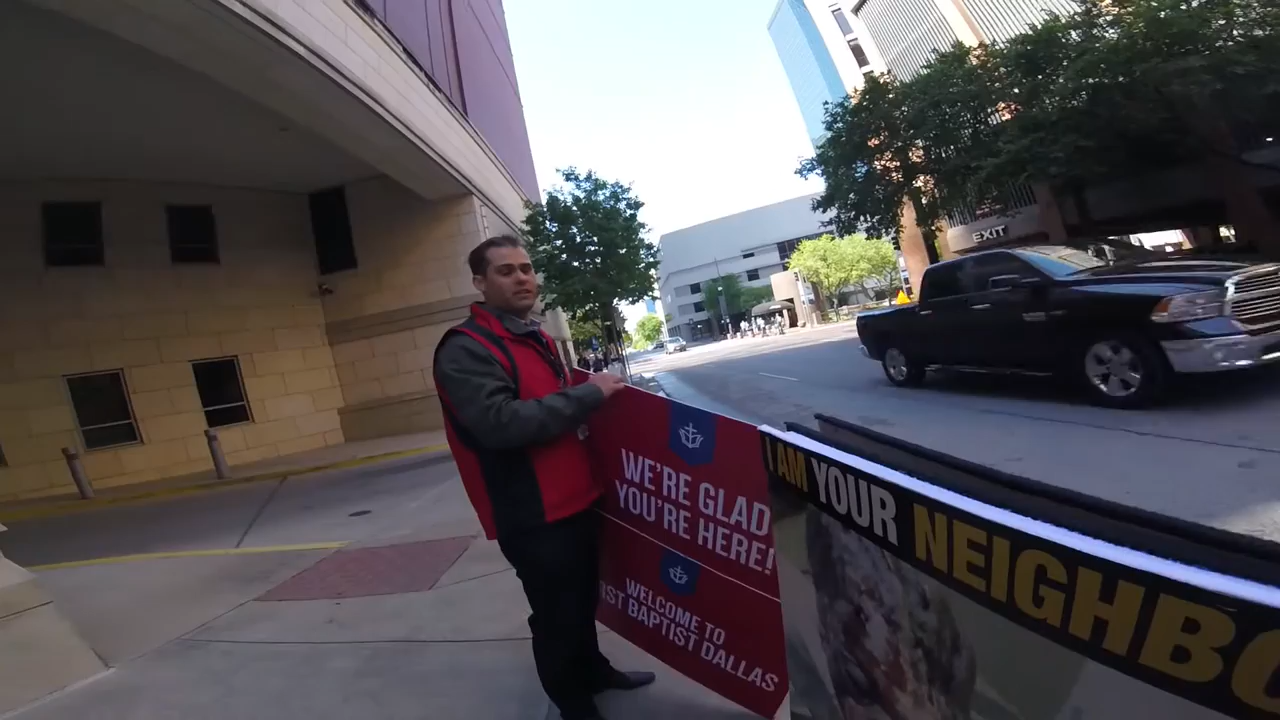 EXIT
WE'RE GLAD
YOU'RE HERE!
WELCOME TO
BAPTIST DALLAS
I AM YOUR